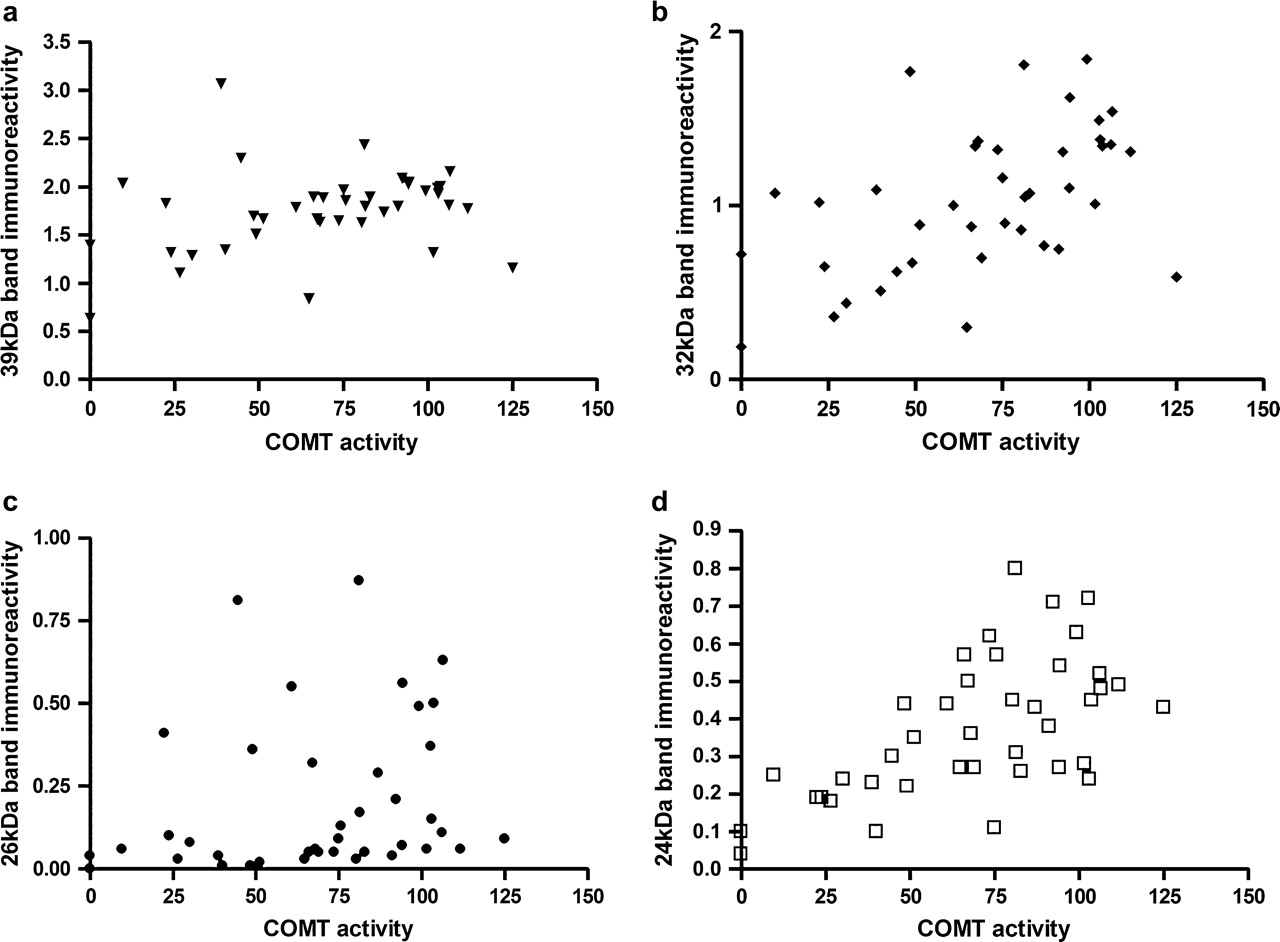 a
39kDa band immunoreactivity
3.5
3.0
2.5
2.0
1.5
1.0
0.5
0.0
0 25 50 75 100 125 150
COMT activity
b
32kDa band immunoreactivity
2
1
0
0 25 50 75 100 125 150
COMT activity
c
26kDa band immunoreactivity
1.00
0.75
0.50
0.25
0.00
0 25 50 75 100 125 150
COMT activity
d
24kDa band immunoreactivity
0.9
0.8
0.7
0.6
0.5
0.4
0.3
0.2
0.1
0.0
0 25 50 75 100 125 150
COMT activity